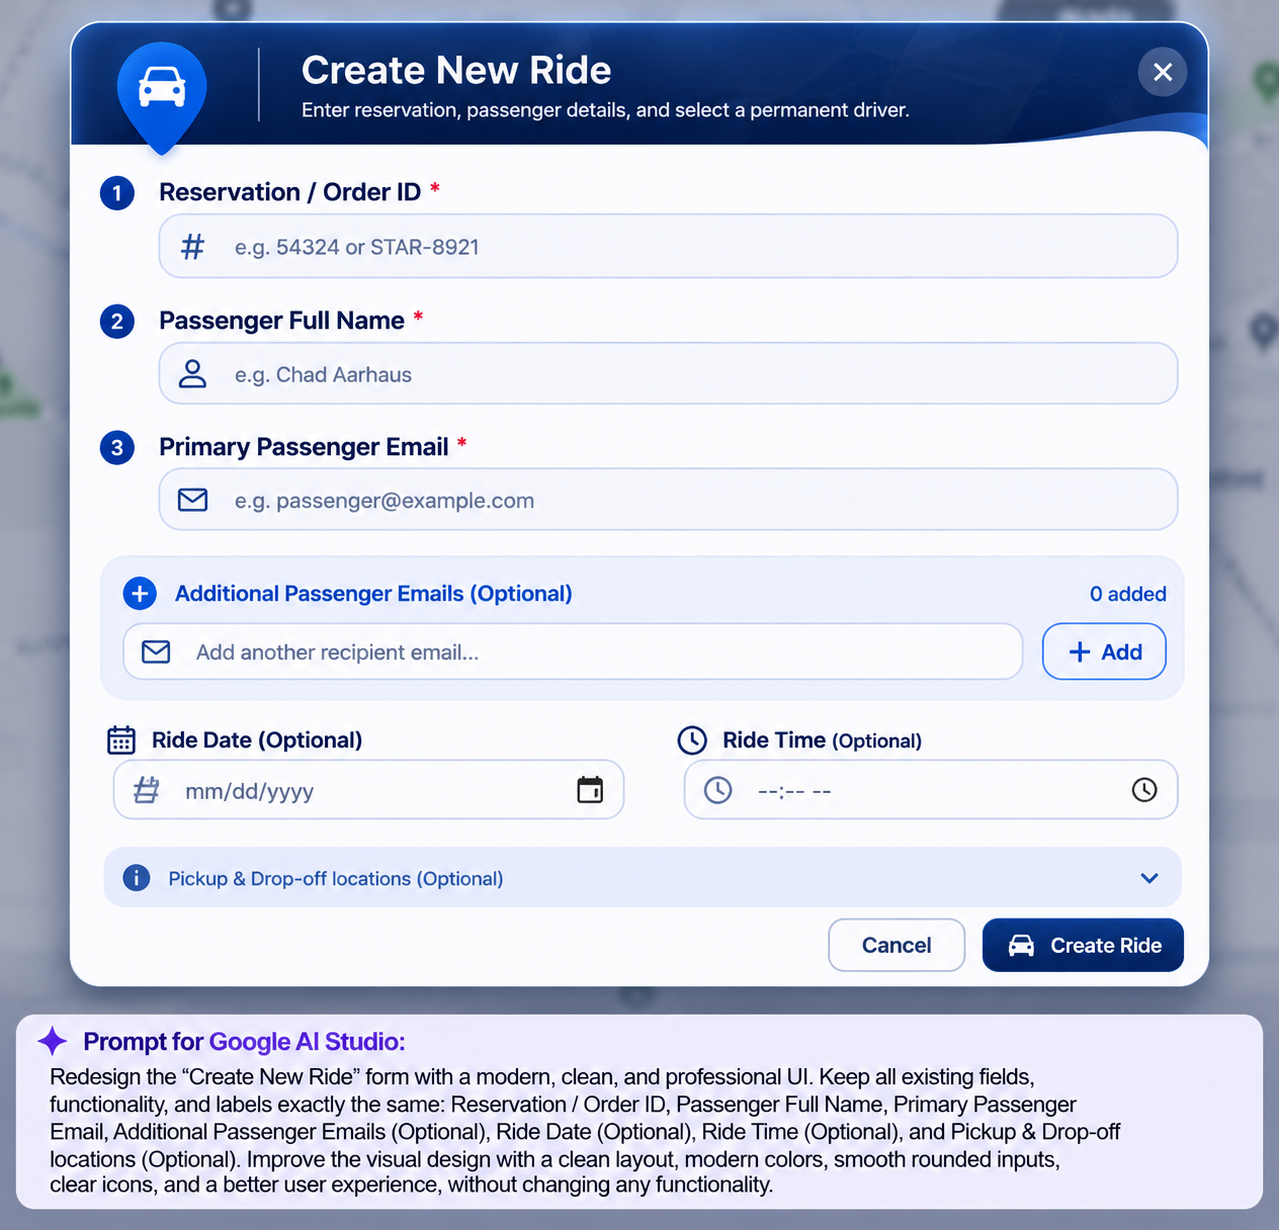 Create New Ride
Enter reservation, passenger details, and select a permanent driver.
1 Reservation / Order ID *
# e.g. 54324 or STAR-8921
2 Passenger Full Name *
e.g. Chad Aarhaus
3 Primary Passenger Email *
e.g. passenger@example.com
+ Additional Passenger Emails (Optional) 0 added
Add another recipient email... + Add
Ride Date (Optional) Ride Time (Optional)
mm/dd/yyyy --:-- --
i Pickup & Drop-off locations (Optional)
Cancel Create Ride
Prompt for Google AI Studio:
Redesign the “Create New Ride” form with a modern, clean, and professional UI. Keep all existing fields,
functionality, and labels exactly the same: Reservation / Order ID, Passenger Full Name, Primary Passenger
Email, Additional Passenger Emails (Optional), Ride Date (Optional), Ride Time (Optional), and Pickup & Drop-off
locations (Optional). Improve the visual design with a clean layout, modern colors, smooth rounded inputs,
clear icons, and a better user experience, without changing any functionality.